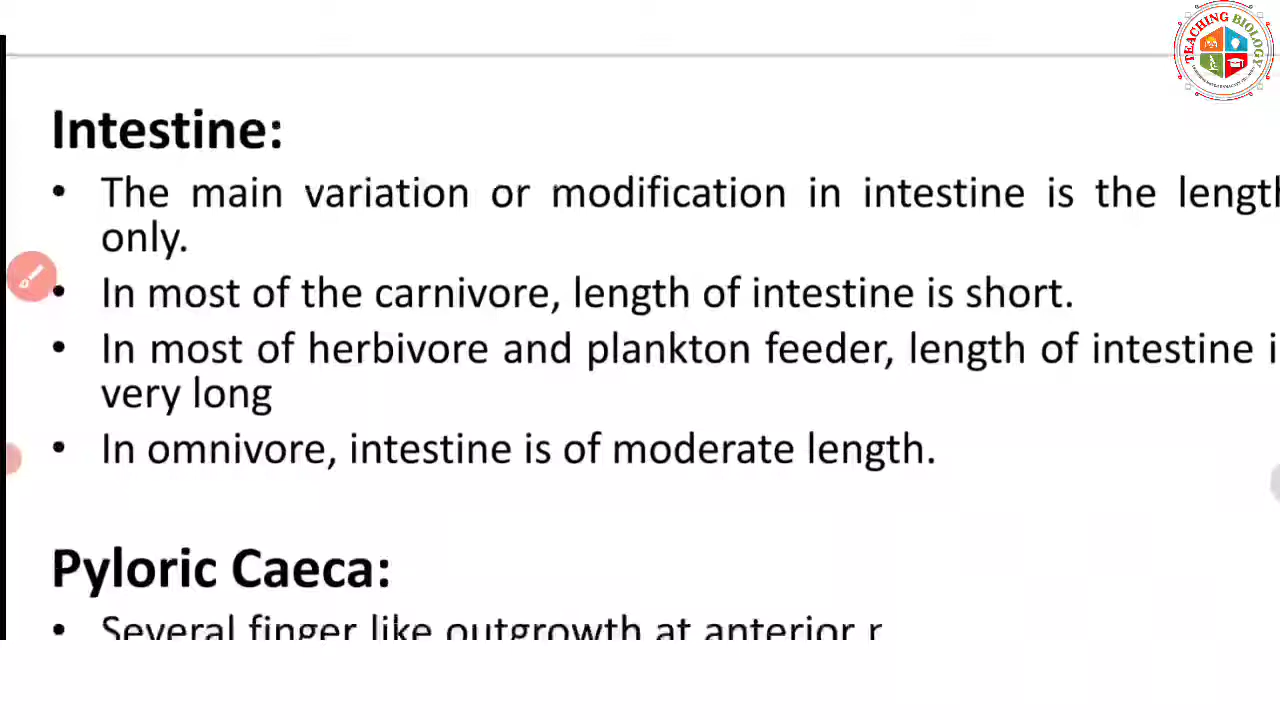 TEACHING BIOLOGY
Intestine:
• The main variation or modification in intestine is the length
only.
• In most of the carnivore, length of intestine is short.
• In most of herbivore and plankton feeder, length of intestine i
very long
• In omnivore, intestine is of moderate length.
Pyloric Caeca:
• Several finger like outgrowth at anterior r